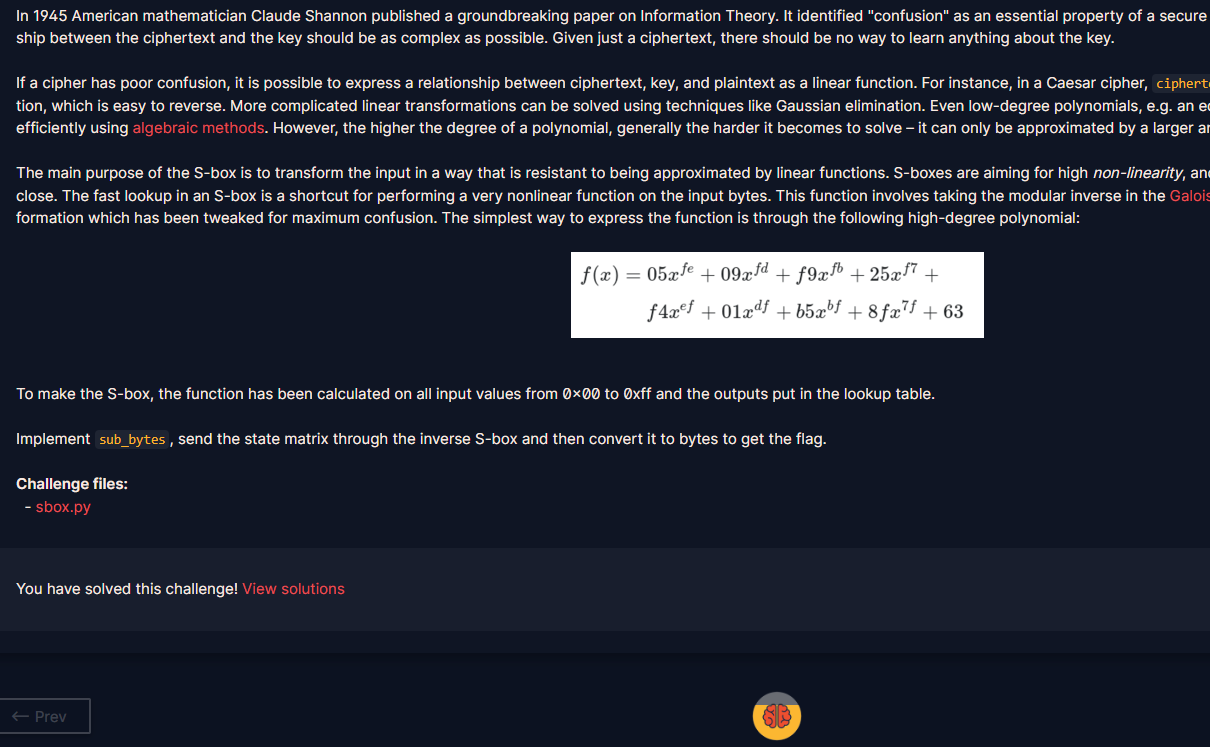 In 1945 American mathematician Claude Shannon published a groundbreaking paper on Information Theory. It identified "confusion" as an essential property of a secure
ship between the ciphertext and the key should be as complex as possible. Given just a ciphertext, there should be no way to learn anything about the key.
If a cipher has poor confusion, it is possible to express a relationship between ciphertext, key, and plaintext as a linear function. For instance, in a Caesar cipher,
tion, which is easy to reverse. More complicated linear transformations can be solved using techniques like Gaussian elimination. Even low-degree polynomials, e.g. an
efficiently using algebraic methods. However, the higher the degree of a polynomial, generally the harder it becomes to solve – it can only be approximated by a larger
The main purpose of the S-box is to transform the input in a way that is resistant to being approximated by linear functions. S-boxes are aiming for high non-linearity,
close. The fast lookup in an S-box is a shortcut for performing a very nonlinear function on the input bytes. This function involves taking the modular inverse in the
formation which has been tweaked for maximum confusion. The simplest way to express the function is through the following high-degree polynomial:
f(x) = 05x^{fe} + 09x^{fd} + f9x^{fb} + 25x^{f7} +
f4x^{ef} + 01x^{df} + b5x^{bf} + 8fx^{7f} + 63
To make the S-box, the function has been calculated on all input values from 0x00 to 0xff and the outputs put in the lookup table.
Implement sub_bytes, send the state matrix through the inverse S-box and then convert it to bytes to get the flag.
Challenge files:
- sbox.py
You have solved this challenge! View solutions
← Prev